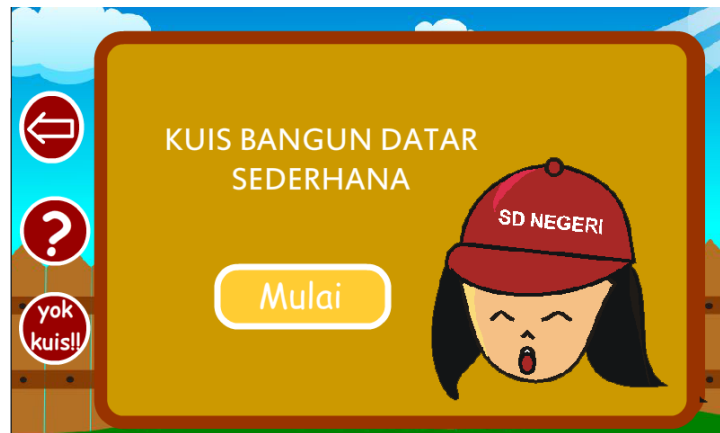 KUIS BANGUN DATAR
SEDERHANA
SD NEGERI
Mulai
?
yok
kuis!!